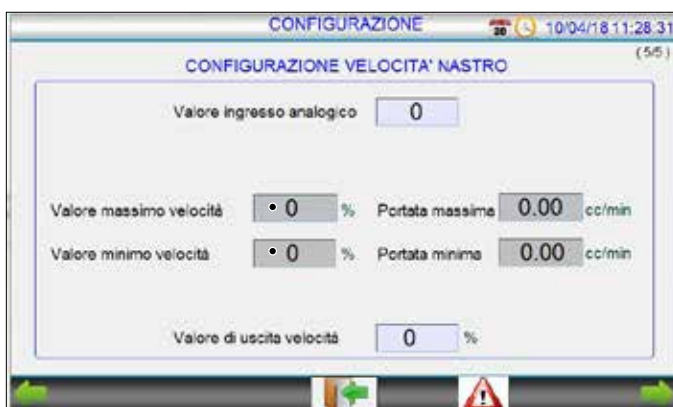 CONFIGURAZIONE 20 10/04/18 11:28:31
(5/5)
CONFIGURAZIONE VELOCITA' NASTRO
Valore ingresso analogico 0
Valore massimo velocità • 0 % Portata massima 0.00 cc/min
Valore minimo velocità • 0 % Portata minima 0.00 cc/min
Valore di uscita velocità 0 %